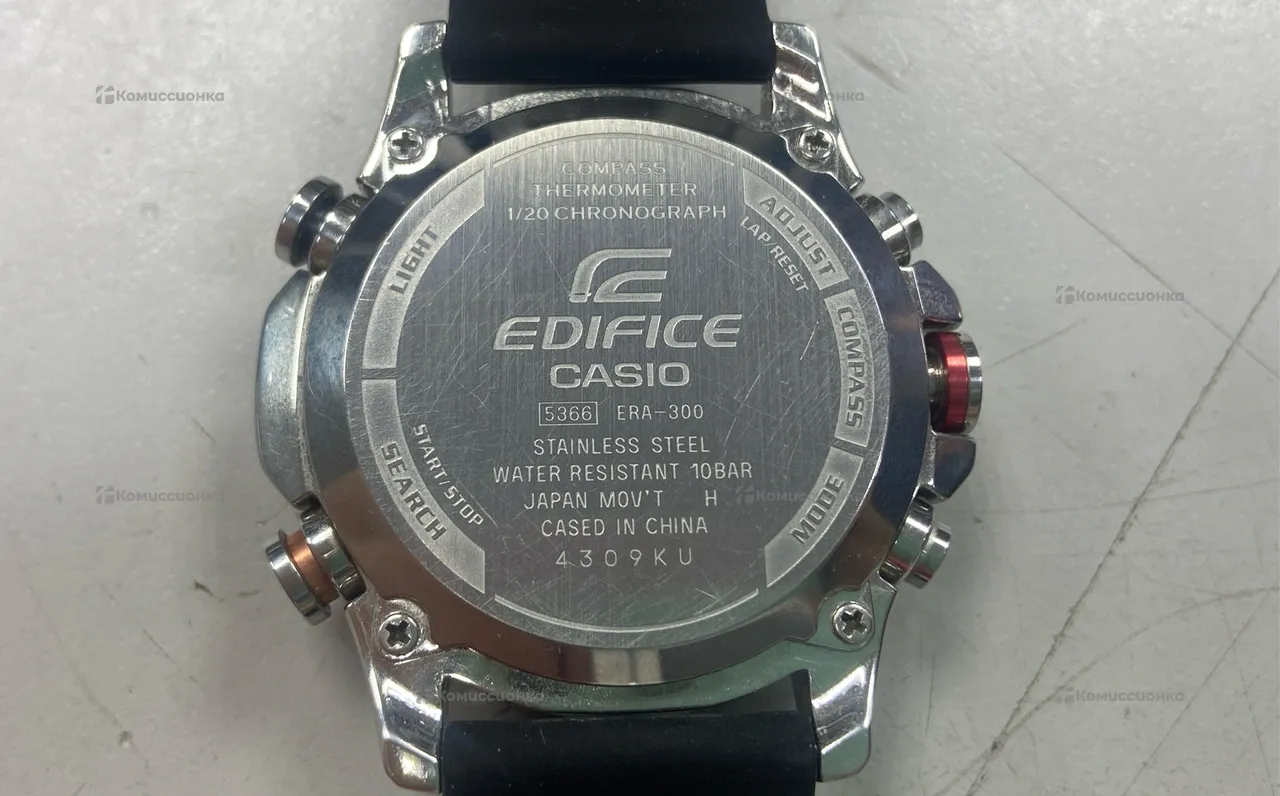 COMPASS
THERMOMETER
1/20 CHRONOGRAPH
LIGHT
ADJUST
LAP/RESET
EDIFICE
CASIO
COMPASS
5366 ERA-300
STAINLESS STEEL
WATER RESISTANT 10BAR
JAPAN MOV'T H
CASED IN CHINA
4309KU
START/STOP
SEARCH
MODE
Комиссионка
Комиссионка
Комиссионка
Комиссионка
Комиссионка